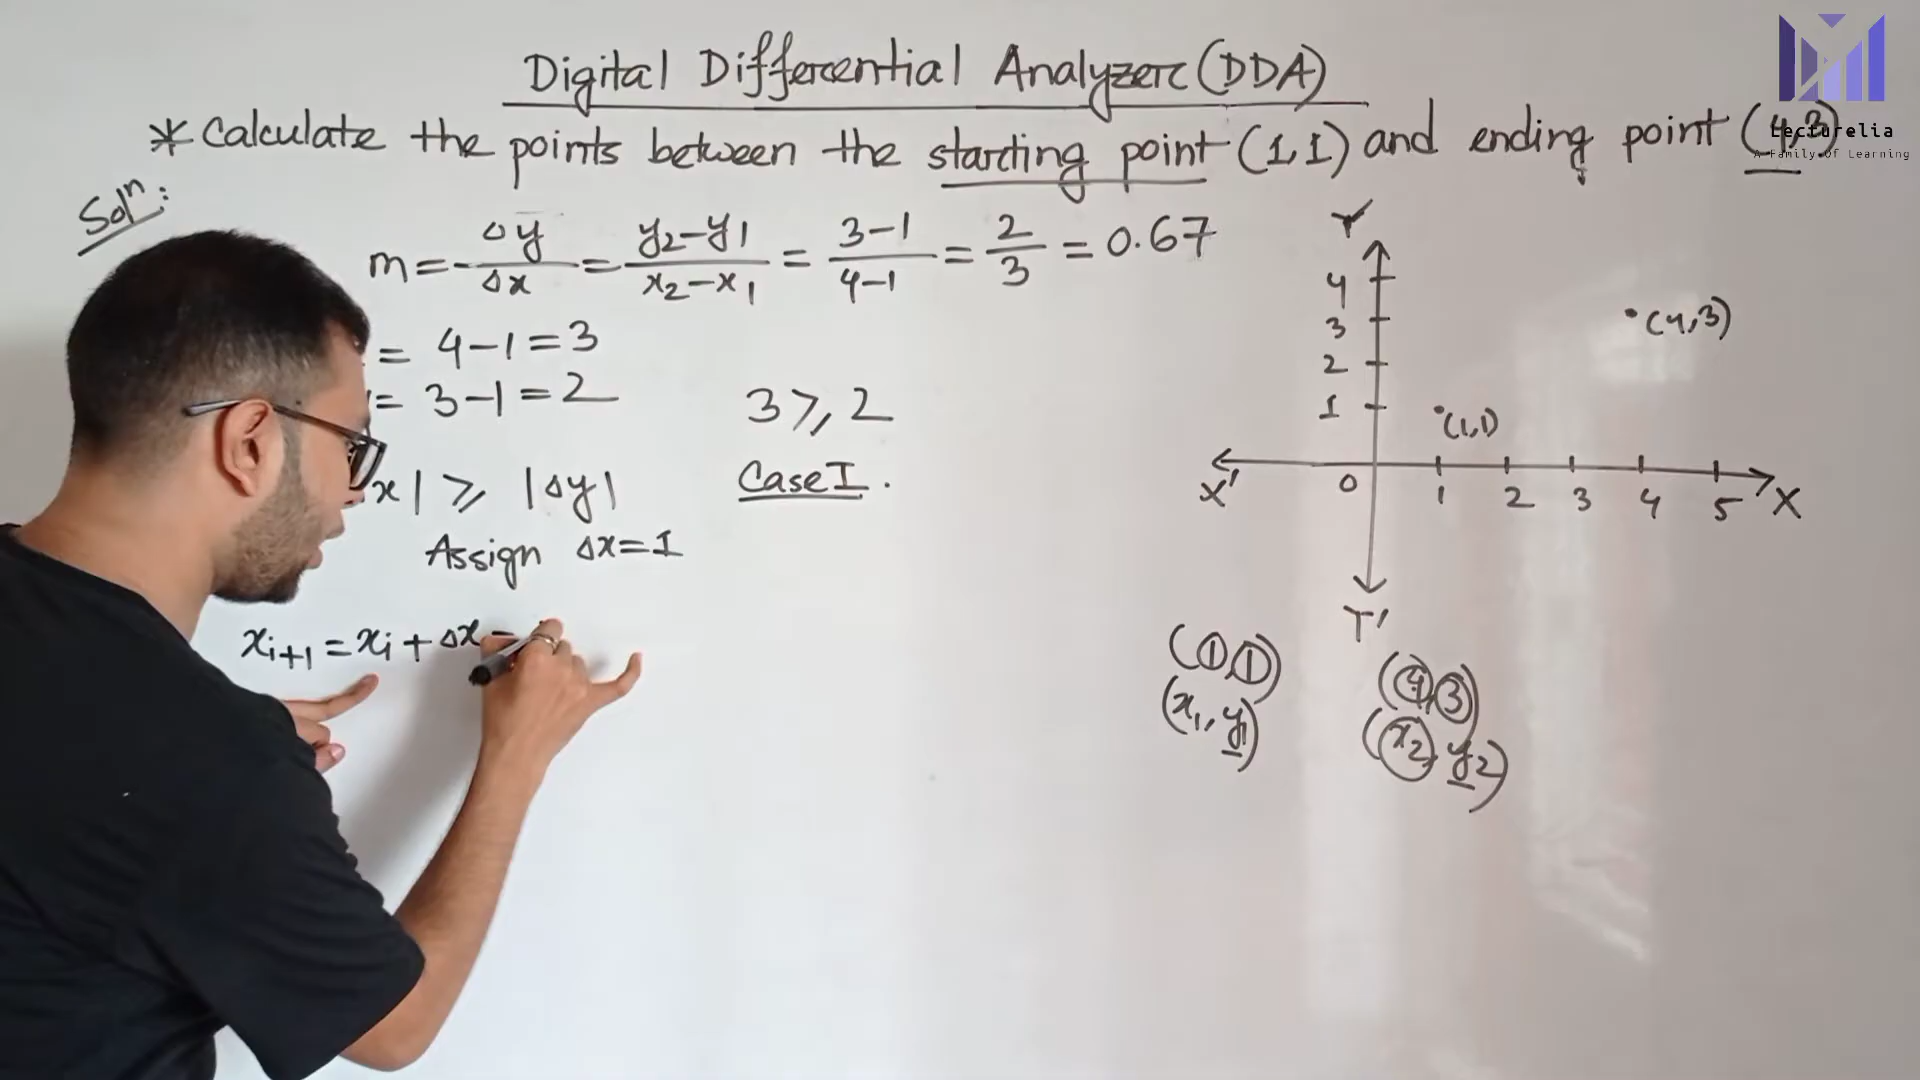 Digital Differential Analyzer (DDA)
* Calculate the points between the starting point (1,1) and ending point (4,3)
Lecturelia
A Family Of Learning
Solⁿ:
m = Δy/Δx = y₂-y₁/x₂-x₁ = 3-1/4-1 = 2/3 = 0.67
= 4-1 = 3
= 3-1 = 2
3 ≥ 2
x| ≥ |Δy|
Case I.
Assign Δx = 1
xᵢ₊₁ = xᵢ + Δx =
Y
4
3
2
1
(4,3)
(1,1)
X' 0 1 2 3 4 5 X
Y'
(1,1)
(x₁, y₁)
(4,3)
(x₂, y₂)